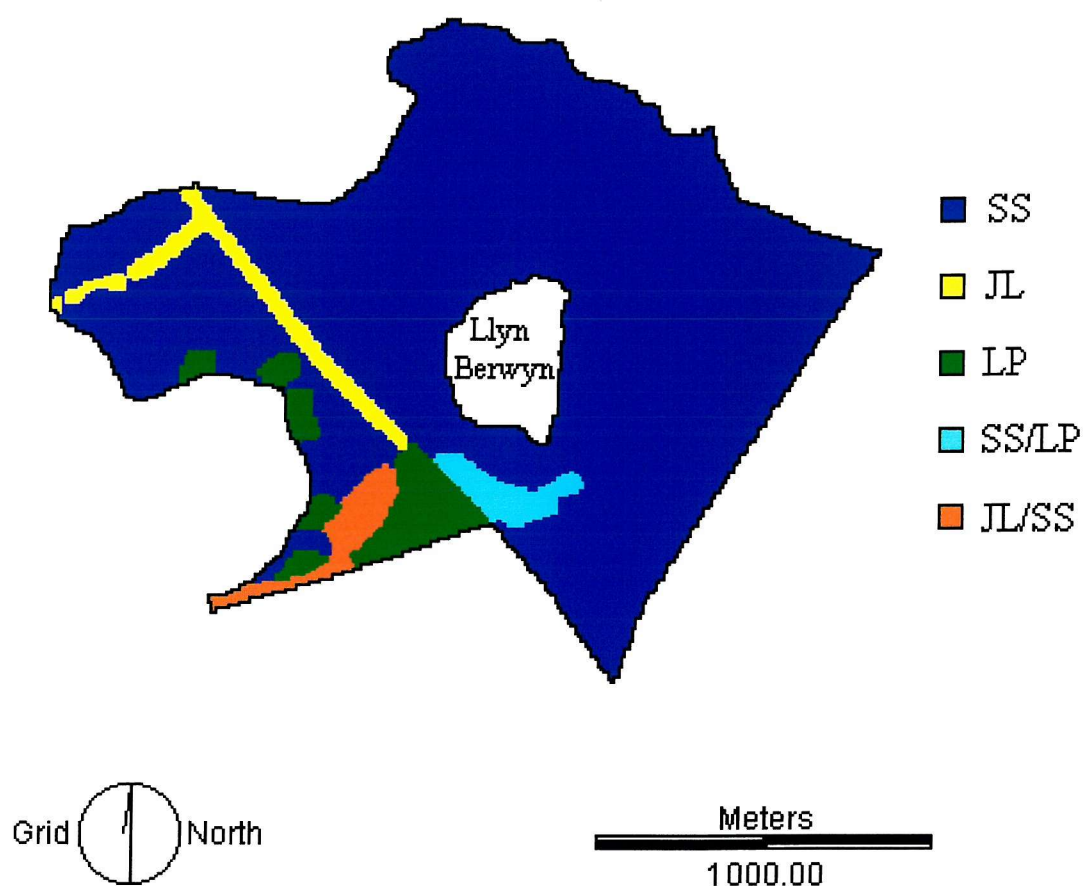 Llyn
Berwyn
SS
JL
LP
SS/LP
JL/SS
Grid North
Meters
1000.00